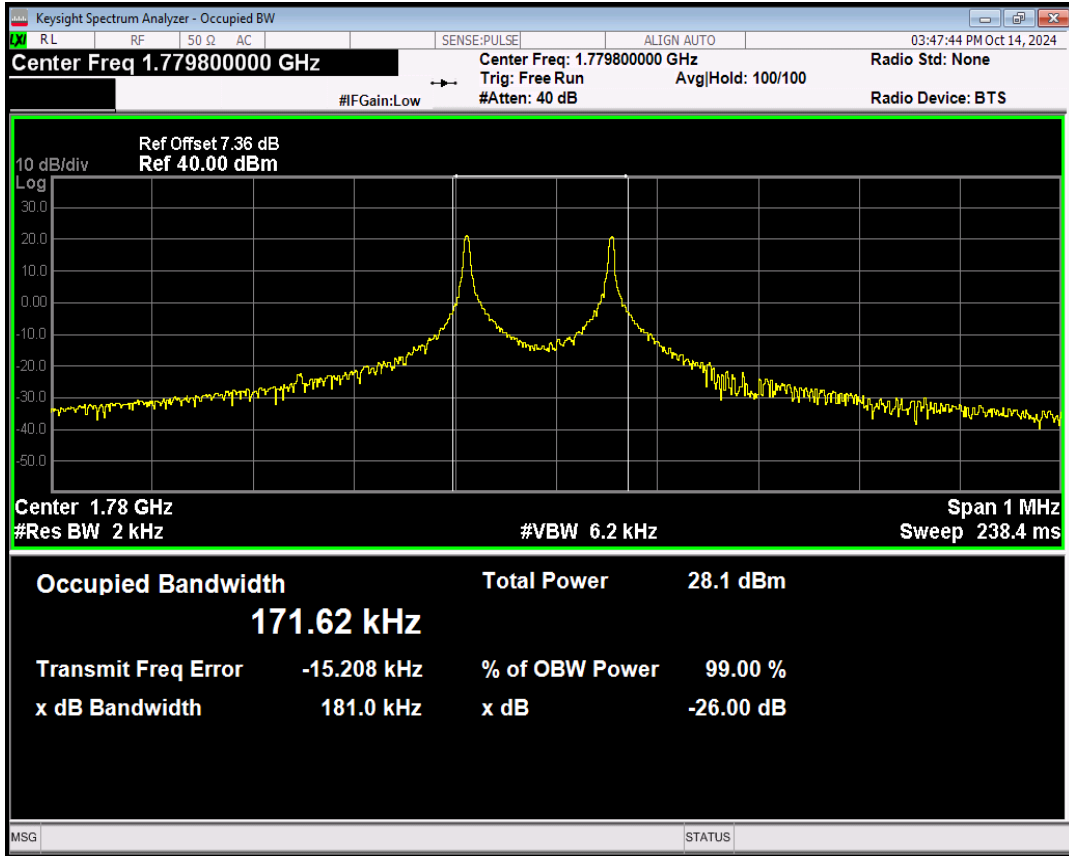 Keysight Spectrum Analyzer - Occupied BW
LXI RL RF 50 Ω AC SENSE:PULSE ALIGN AUTO 03:47:44 PM Oct 14, 2024
Center Freq 1.779800000 GHz
Center Freq: 1.779800000 GHz Radio Std: None
Trig: Free Run Avg|Hold: 100/100
#IFGain:Low #Atten: 40 dB Radio Device: BTS
Ref Offset 7.36 dB
10 dB/div Ref 40.00 dBm
Log
30.0
20.0
10.0
0.00
-10.0
-20.0
-30.0
-40.0
-50.0
Center 1.78 GHz Span 1 MHz
#Res BW 2 kHz #VBW 6.2 kHz Sweep 238.4 ms
Occupied Bandwidth Total Power 28.1 dBm
171.62 kHz
Transmit Freq Error -15.208 kHz % of OBW Power 99.00 %
x dB Bandwidth 181.0 kHz x dB -26.00 dB
MSG STATUS